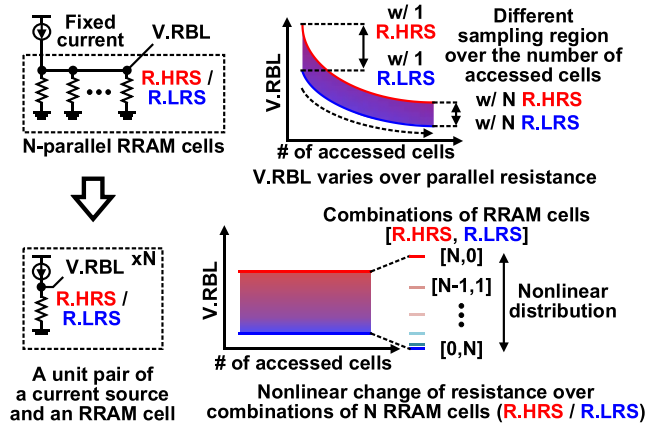 Fixed
current
V.RBL
R.HRS /
R.LRS
N-parallel RRAM cells
V.RBL
w/ 1
R.HRS
w/ 1
R.LRS
Different
sampling region
over the number of
accessed cells
w/ N R.HRS
w/ N R.LRS
# of accessed cells
V.RBL varies over parallel resistance
xN
V.RBL
R.HRS /
R.LRS
A unit pair of
a current source
and an RRAM cell
Combinations of RRAM cells
[R.HRS, R.LRS]
V.RBL
[N,0]
[N-1,1]
[0,N]
Nonlinear
distribution
# of accessed cells
Nonlinear change of resistance over
combinations of N RRAM cells (R.HRS / R.LRS)